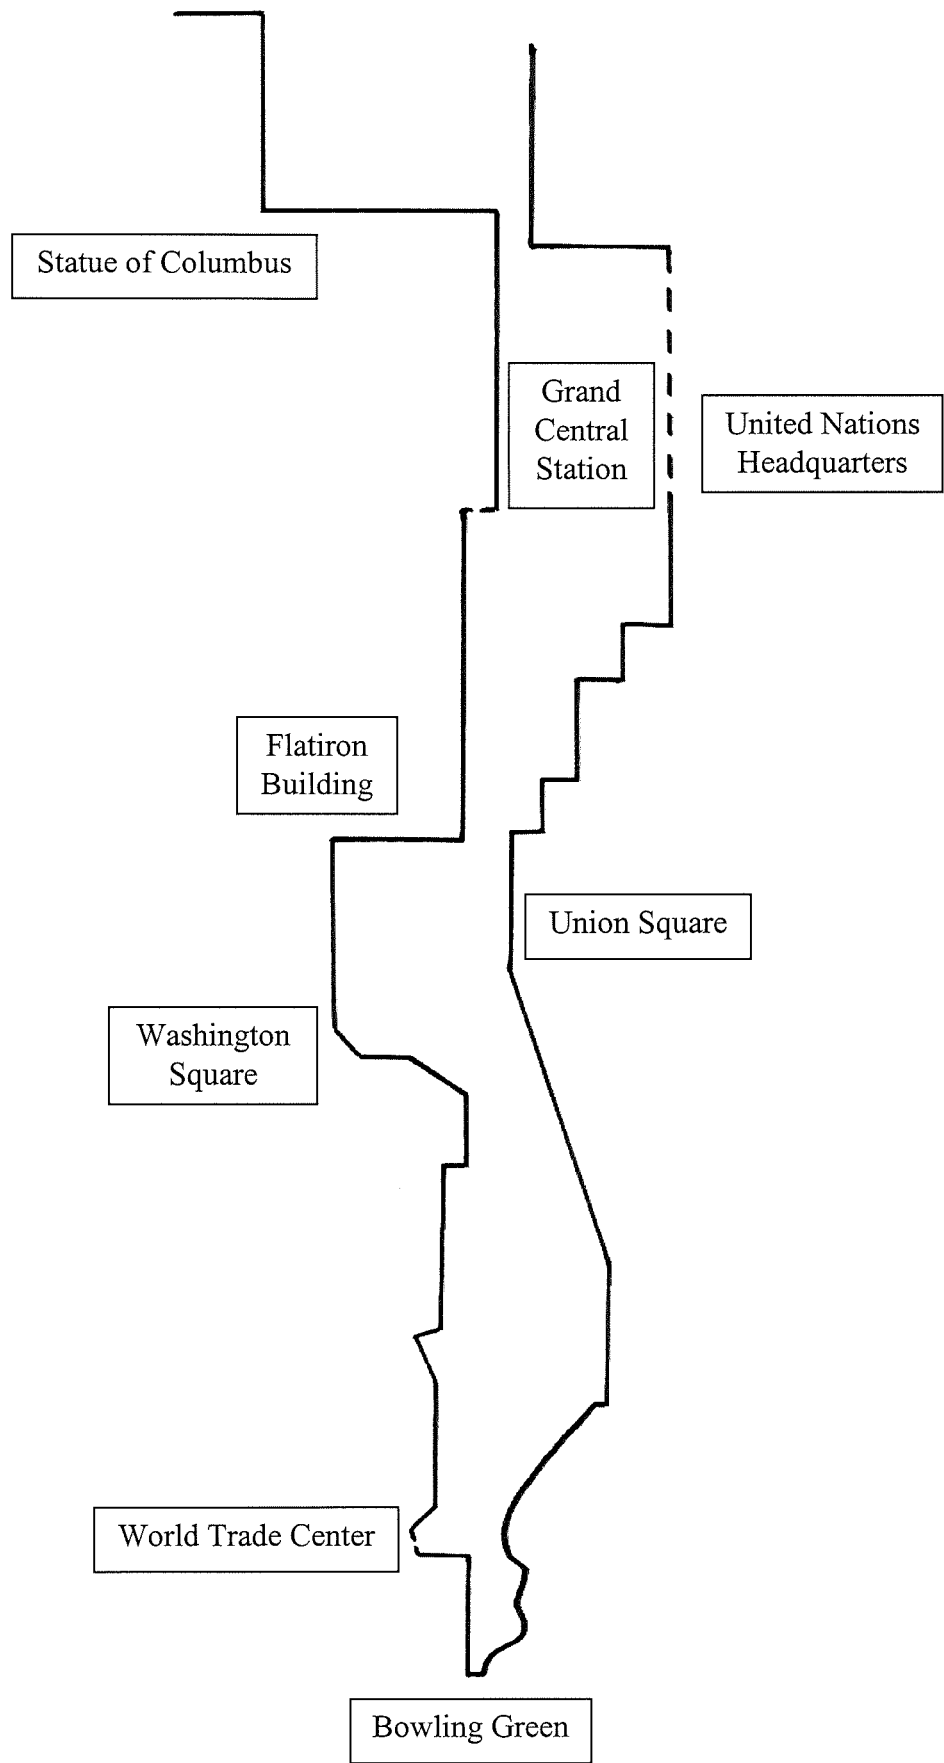 Statue of Columbus
Grand
Central
Station
United Nations
Headquarters
Flatiron
Building
Union Square
Washington
Square
World Trade Center
Bowling Green